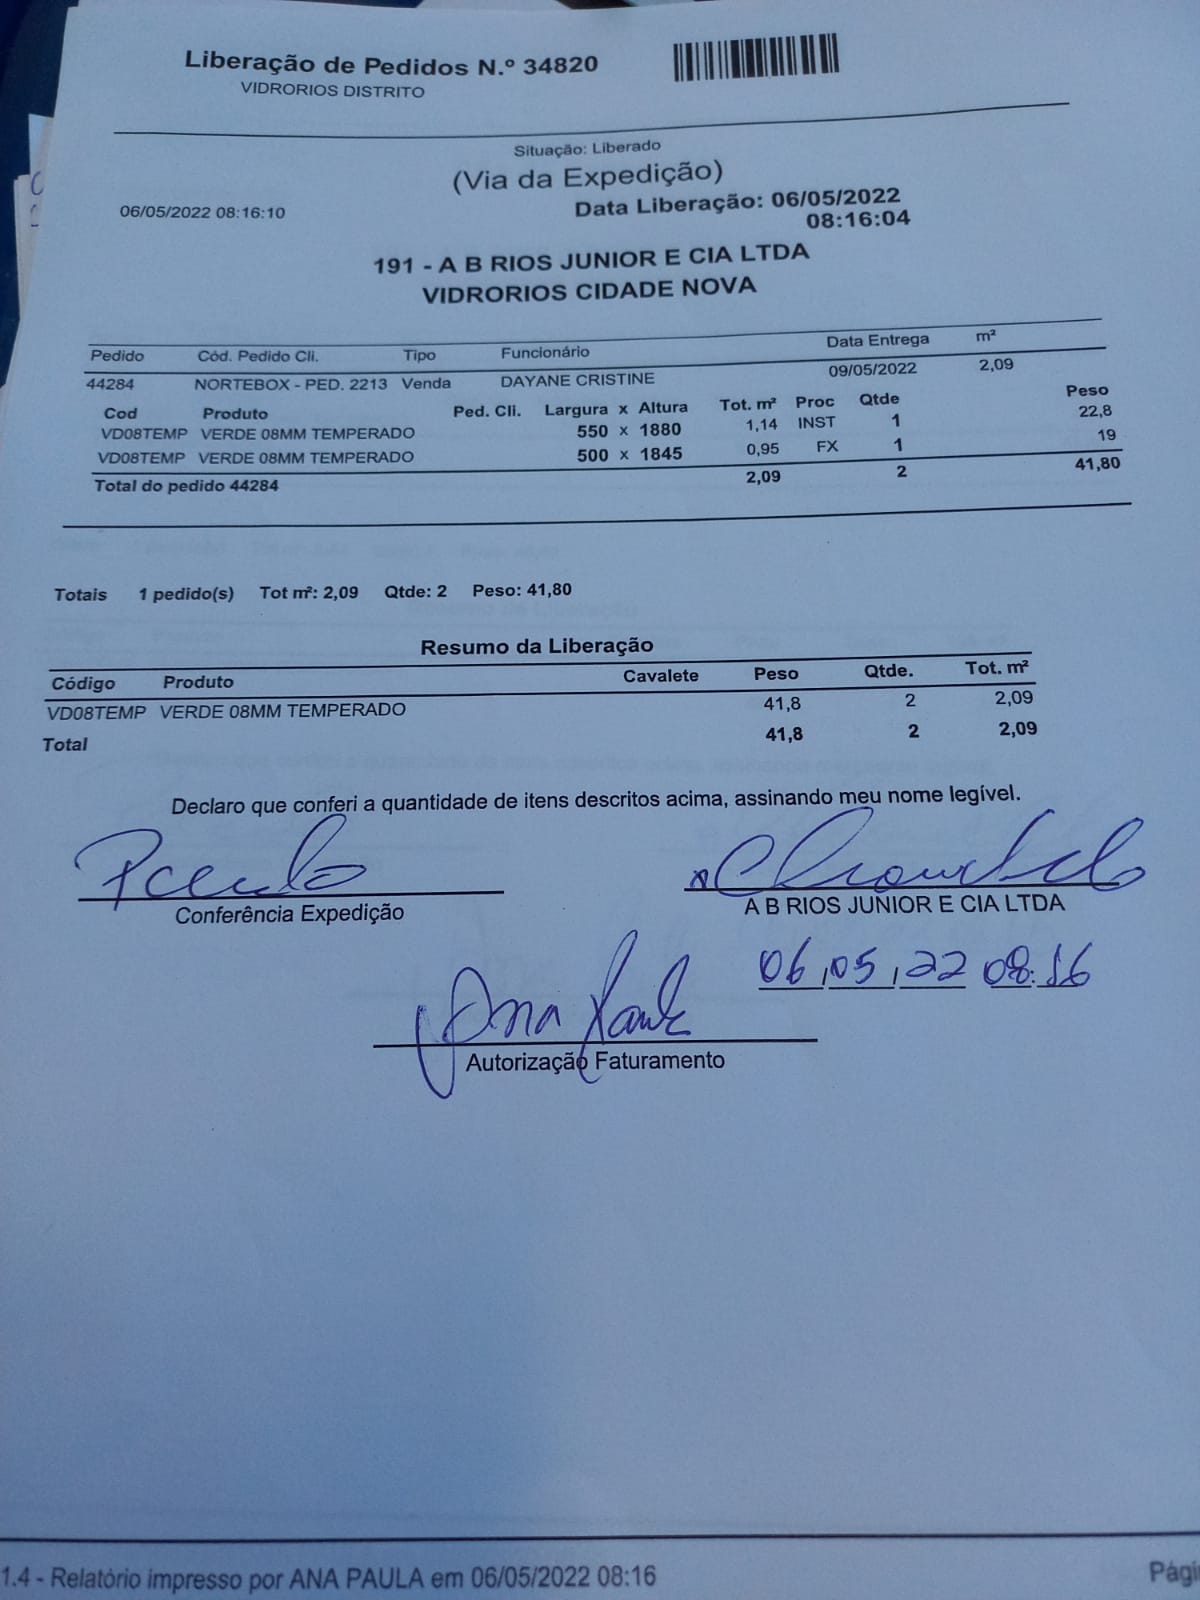 Liberação de Pedidos N.º 34820
VIDRORIOS DISTRITO
Situação: Liberado
(Via da Expedição)
06/05/2022 08:16:10
Data Liberação: 06/05/2022
08:16:04
191 - A B RIOS JUNIOR E CIA LTDA
VIDRORIOS CIDADE NOVA
Pedido Cód. Pedido Cli. Tipo Funcionário Data Entrega m²
44284 NORTEBOX - PED. 2213 Venda DAYANE CRISTINE 09/05/2022 2,09
Cod Produto Ped. Cli. Largura x Altura Tot. m² Proc Qtde Peso
VD08TEMP VERDE 08MM TEMPERADO 550 x 1880 1,14 INST 1 22,8
VD08TEMP VERDE 08MM TEMPERADO 500 x 1845 0,95 FX 1 19
Total do pedido 44284 2,09 2 41,80
Totais 1 pedido(s) Tot m²: 2,09 Qtde: 2 Peso: 41,80
Resumo da Liberação
Código Produto Cavalete Peso Qtde. Tot. m²
VD08TEMP VERDE 08MM TEMPERADO 41,8 2 2,09
Total 41,8 2 2,09
Declaro que conferi a quantidade de itens descritos acima, assinando meu nome legível.
Conferência Expedição
A B RIOS JUNIOR E CIA LTDA
06/05/22 08:16
Ana Paula
Autorização Faturamento
1.4 - Relatório impresso por ANA PAULA em 06/05/2022 08:16
Pági